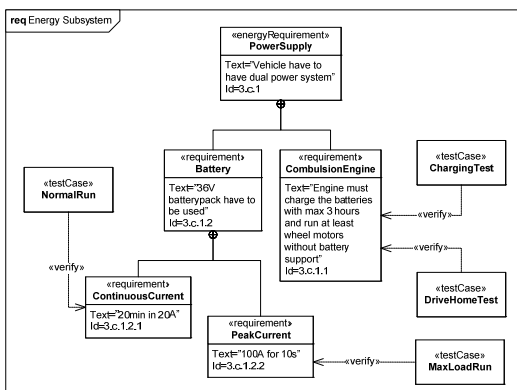 req Energy Subsystem
«energyRequirement»
PowerSupply
Text="Vehicle have to
have dual power system"
Id=3.c.1
«requirement»
Battery
Text="36V
batterypack have to
be used"
Id=3.c.1.2
«requirement»
CombulsionEngine
Text="Engine must
charge the batteries
with max 3 hours
and run at least
wheel motors
without battery
support"
Id=3.c.1.1
«testCase»
ChargingTest
«verify»
«testCase»
NormalRun
«verify»
«verify»
«testCase»
DriveHomeTest
«requirement»
ContinuousCurrent
Text="20min in 20A"
Id=3.c.1.2.1
«requirement»
PeakCurrent
Text="100A for 10s"
Id=3.c.1.2.2
«verify»
«testCase»
MaxLoadRun